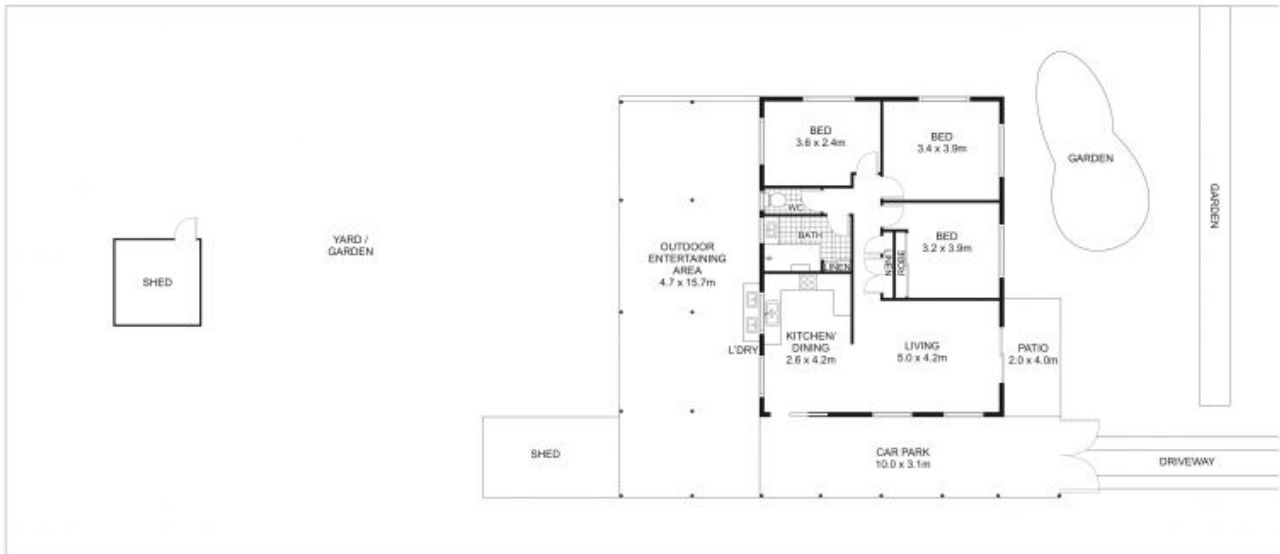 BED
3.6 x 2.4m
BED
3.4 x 3.9m
GARDEN
GARDEN
WC
BATH
LINEN
BED
3.2 x 3.9m
LINEN
ROBE
YARD /
GARDEN
OUTDOOR
ENTERTAINING
AREA
4.7 x 15.7m
SHED
L'DRY
KITCHEN/
DINING
2.6 x 4.2m
LIVING
5.0 x 4.2m
PATIO
2.0 x 4.0m
SHED
CAR PARK
10.0 x 3.1m
DRIVEWAY